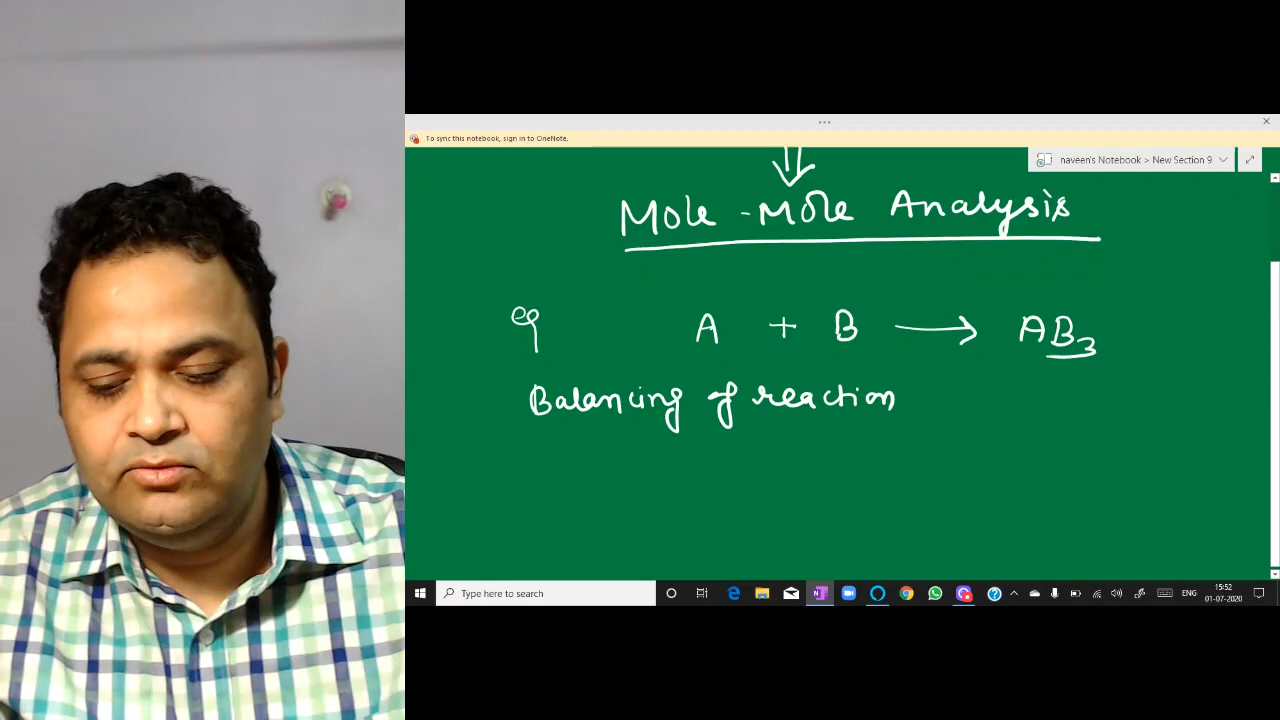 To sync this notebook, sign in to OneNote.
naveen's Notebook > New Section 9
Mole - Mole Analysis
eg A + B → AB₃
Balancing of reaction
Type here to search
ENG
15:52
01-07-2020